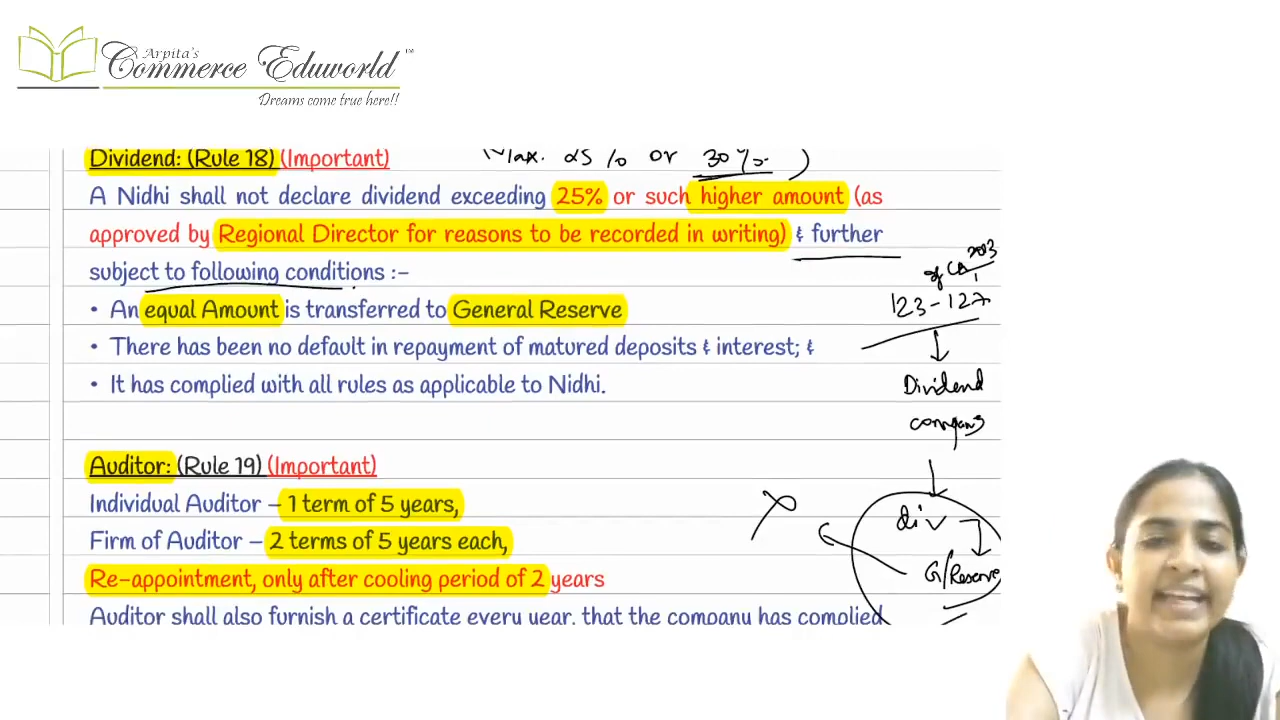 Arpita's
Commerce Eduworld™
Dreams come true here!!
Dividend: (Rule 18) (Important)
(Max. 25% or 30%)
A Nidhi shall not declare dividend exceeding 25% or such higher amount (as
approved by Regional Director for reasons to be recorded in writing) & further
subject to following conditions :-
• An equal Amount is transferred to General Reserve
• There has been no default in repayment of matured deposits & interest; &
• It has complied with all rules as applicable to Nidhi.
of CA 2013
123-127
Dividend
company
div
G/Reserve
Auditor: (Rule 19) (Important)
Individual Auditor – 1 term of 5 years,
Firm of Auditor – 2 terms of 5 years each,
Re-appointment, only after cooling period of 2 years
Auditor shall also furnish a certificate every year, that the company has complied